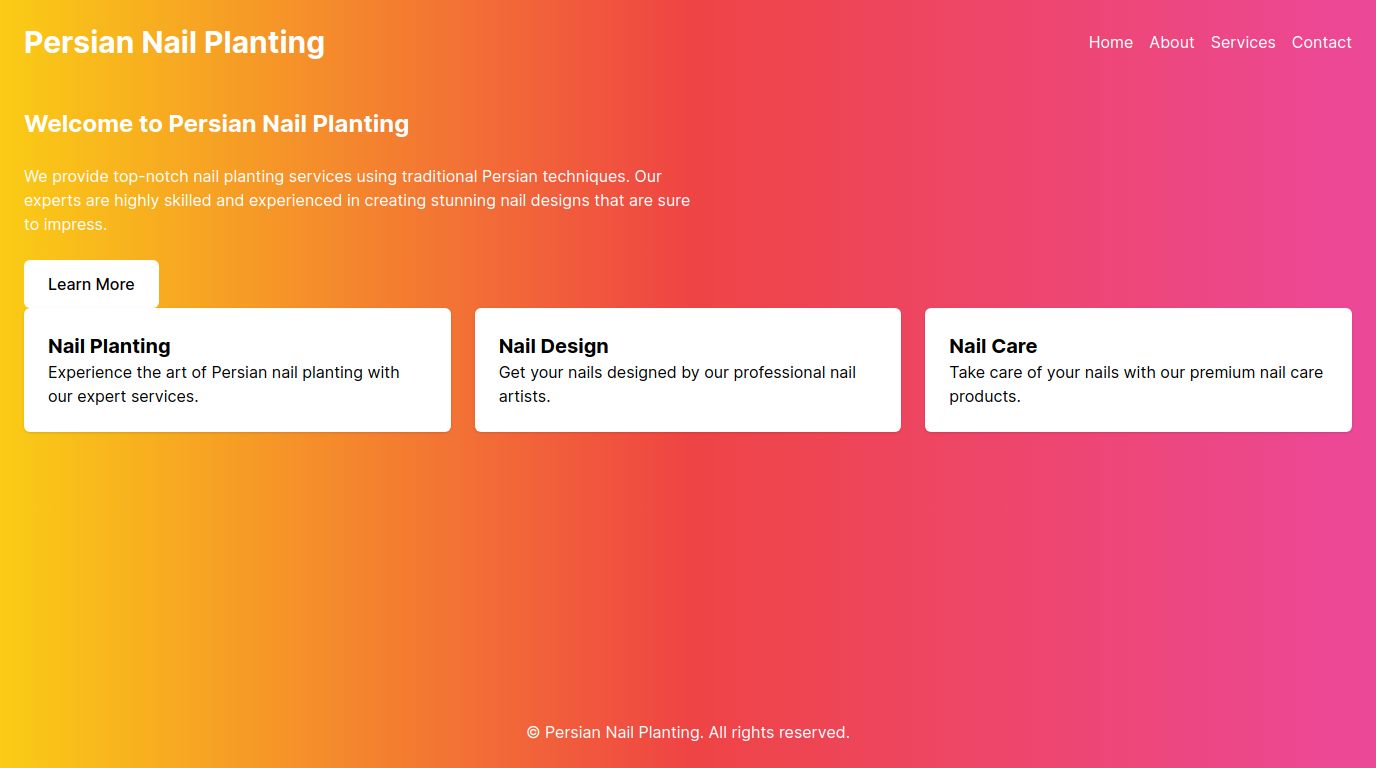 Persian Nail Planting
Home About Services Contact
Welcome to Persian Nail Planting
We provide top-notch nail planting services using traditional Persian techniques. Our
experts are highly skilled and experienced in creating stunning nail designs that are sure
to impress.
Learn More
Nail Planting
Experience the art of Persian nail planting with
our expert services.
Nail Design
Get your nails designed by our professional nail
artists.
Nail Care
Take care of your nails with our premium nail care
products.
© Persian Nail Planting. All rights reserved.